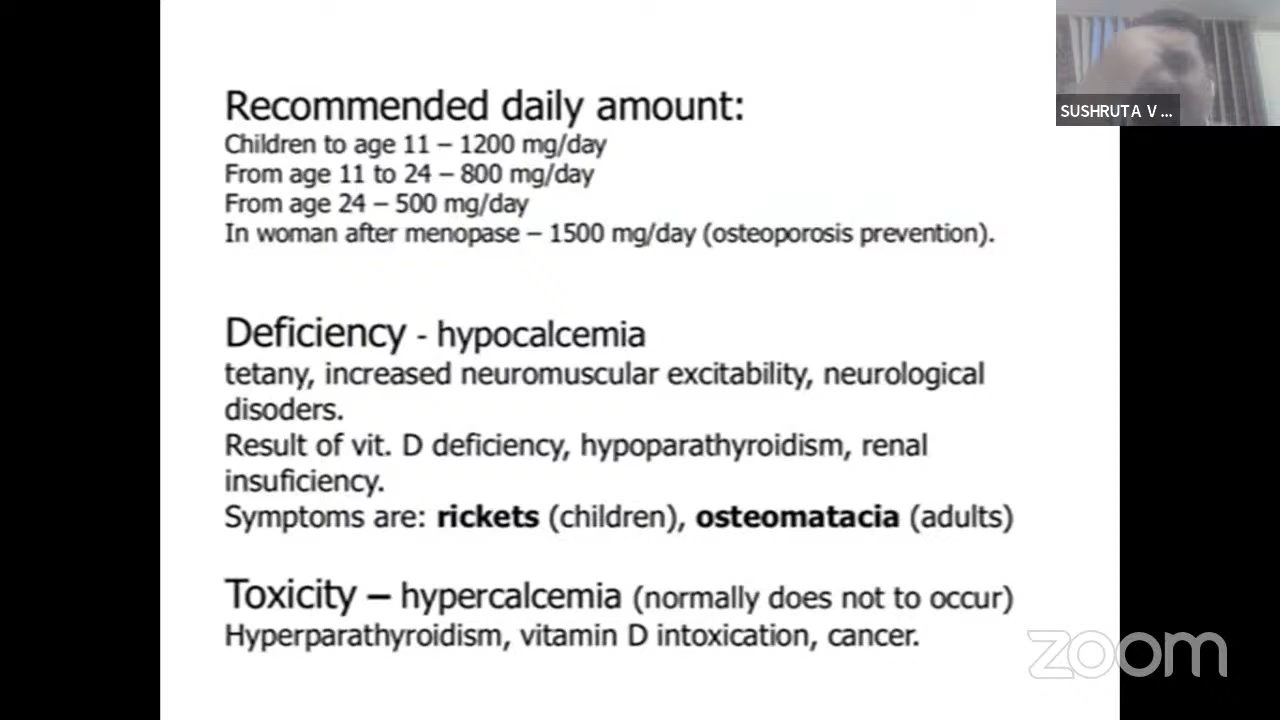 Recommended daily amount:
Children to age 11 – 1200 mg/day
From age 11 to 24 – 800 mg/day
From age 24 – 500 mg/day
In woman after menopase – 1500 mg/day (osteoporosis prevention).
Deficiency - hypocalcemia
tetany, increased neuromuscular excitability, neurological
disoders.
Result of vit. D deficiency, hypoparathyroidism, renal
insuficiency.
Symptoms are: rickets (children), osteomatacia (adults)
Toxicity – hypercalcemia (normally does not to occur)
Hyperparathyroidism, vitamin D intoxication, cancer.
SUSHRUTA V ...
zoom